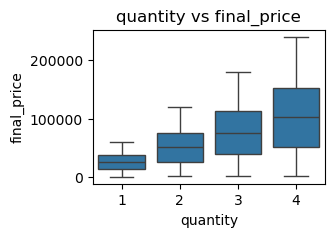 quantity vs final_price
final_price
200000
100000
0
1 2 3 4
quantity